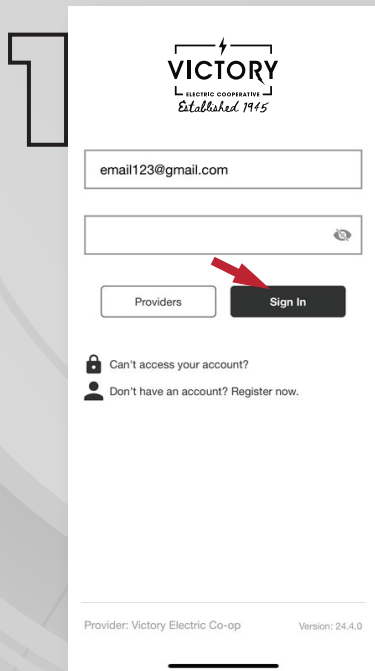 1
VICTORY
ELECTRIC COOPERATIVE
Established 1945
email123@gmail.com
Providers
Sign In
Can't access your account?
Don't have an account? Register now.
Provider: Victory Electric Co-op
Version: 24.4.0